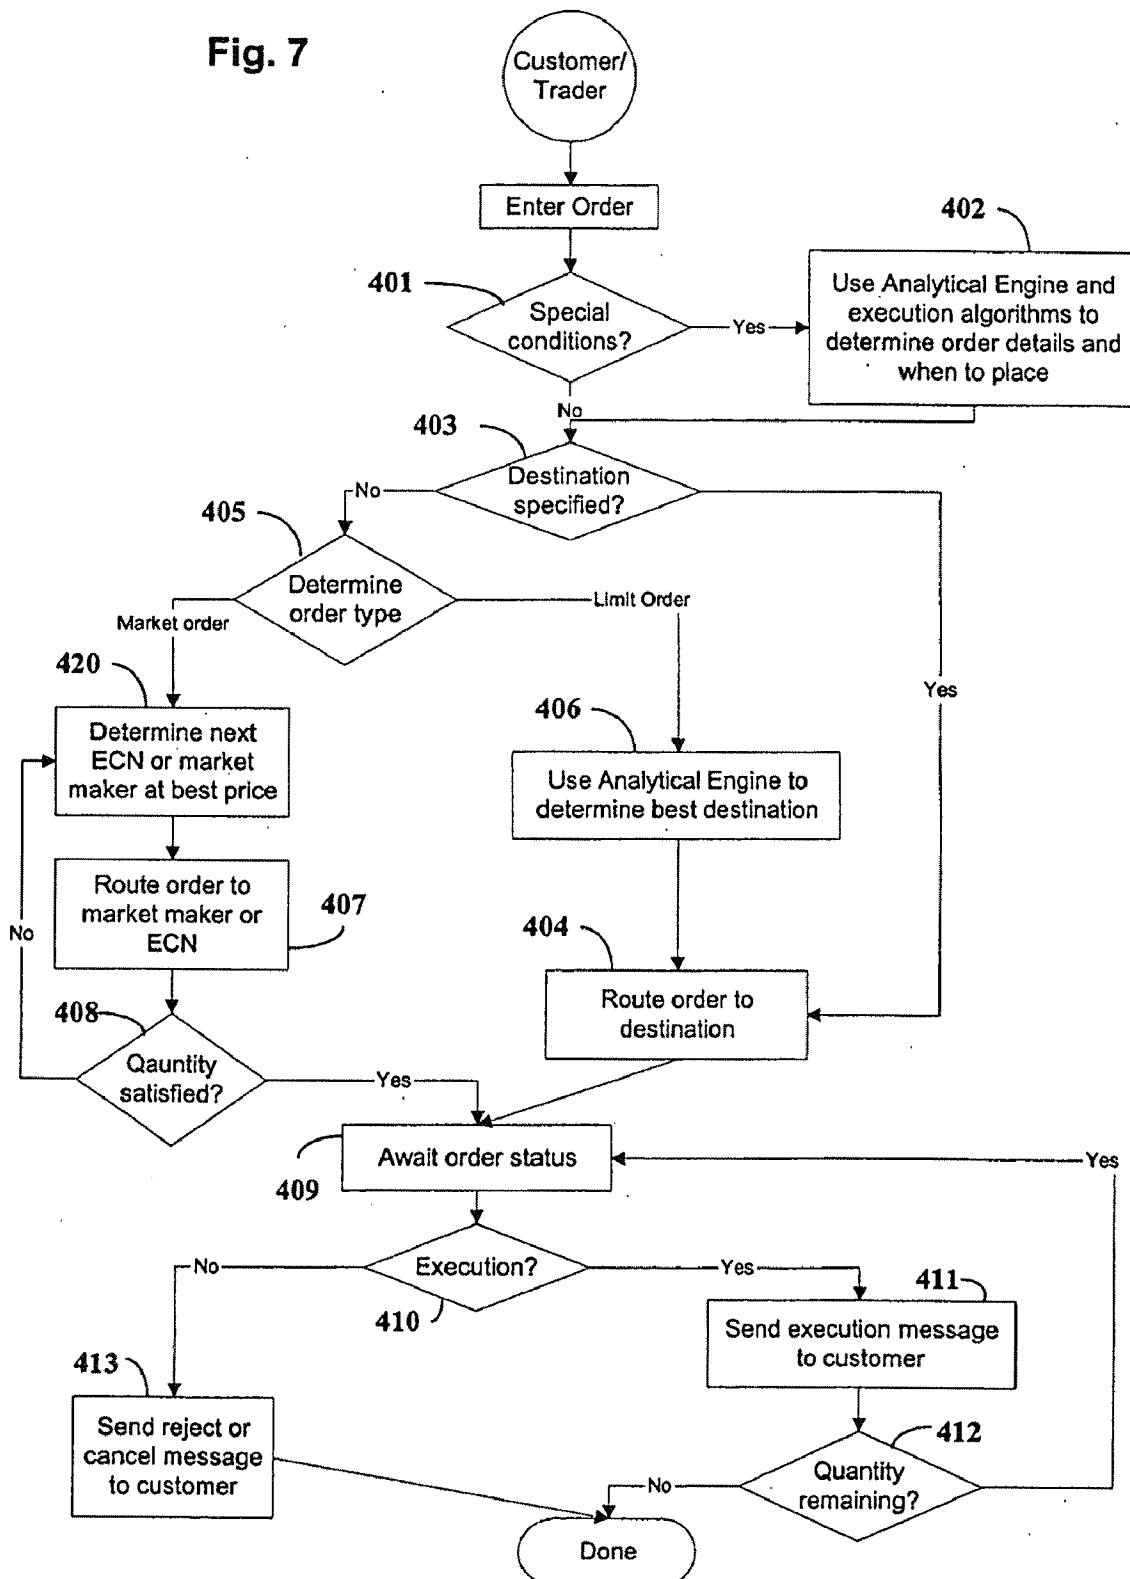 Fig. 7
Customer/
Trader
Enter Order
401
Special
conditions?
Yes
402
Use Analytical Engine and
execution algorithms to
determine order details and
when to place
No
403
Destination
specified?
No
405
Determine
order type
Limit Order
Market order
Yes
420
Determine next
ECN or market
maker at best price
406
Use Analytical Engine to
determine best destination
Route order to
market maker or
ECN
407
No
404
Route order to
destination
408
Qauntity
satisfied?
Yes
Await order status
409
Yes
Execution?
410
No
Yes
411
Send execution message
to customer
413
Send reject or
cancel message
to customer
412
Quantity
remaining?
No
Done